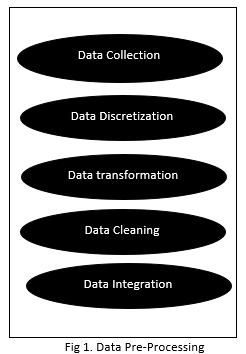 Data Collection
Data Discretization
Data transformation
Data Cleaning
Data Integration
Fig 1. Data Pre-Processing